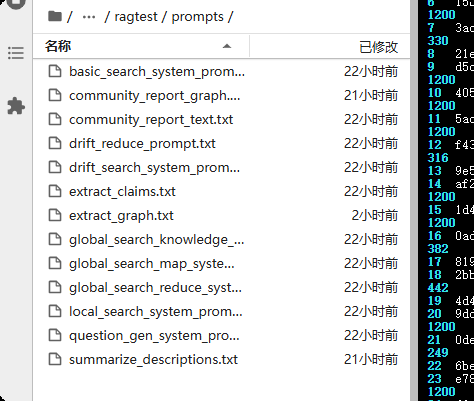 / ··· / ragtest / prompts /
名称 已修改
basic_search_system_prom... 22小时前
community_report_graph.... 21小时前
community_report_text.txt 22小时前
drift_reduce_prompt.txt 22小时前
drift_search_system_prom... 22小时前
extract_claims.txt 22小时前
extract_graph.txt 2小时前
global_search_knowledge_... 22小时前
global_search_map_syste... 22小时前
global_search_reduce_syst... 22小时前
local_search_system_prom... 22小时前
question_gen_system_pro... 22小时前
summarize_descriptions.txt 21小时前
1200
7 3ac
330
8 21e
9 d5c
1200
10 405
1200
11 5ac
1200
12 f43
316
13 9e5
14 af2
1200
15 1d4
1200
16 0ad
382
17 819
18 2bb
442
19 4d4
20 9dd
1200
21 0de
249
22 6be
23 e78
1200